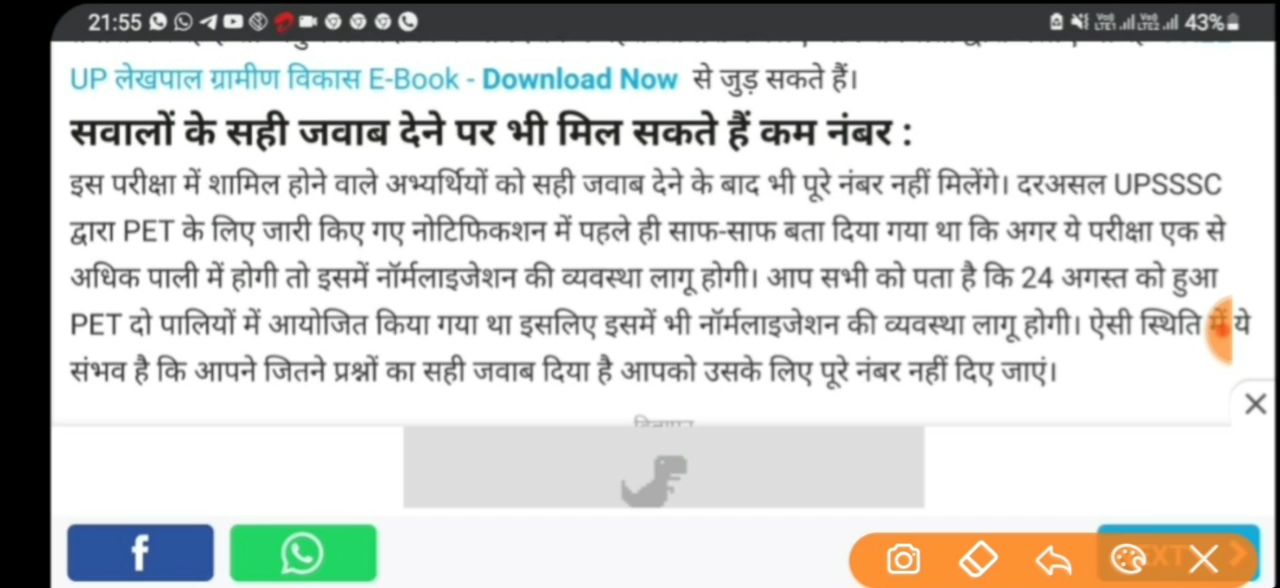 21:55
LTE1 LTE2 43%
UP लेखपाल ग्रामीण विकास E-Book - Download Now से जुड़ सकते हैं।
सवालों के सही जवाब देने पर भी मिल सकते हैं कम नंबर :
इस परीक्षा में शामिल होने वाले अभ्यर्थियों को सही जवाब देने के बाद भी पूरे नंबर नहीं मिलेंगे। दरअसल UPSSSC
द्वारा PET के लिए जारी किए गए नोटिफिकशन में पहले ही साफ-साफ बता दिया गया था कि अगर ये परीक्षा एक से
अधिक पाली में होगी तो इसमें नॉर्मलाइजेशन की व्यवस्था लागू होगी। आप सभी को पता है कि 24 अगस्त को हुआ
PET दो पालियों में आयोजित किया गया था इसलिए इसमें भी नॉर्मलाइजेशन की व्यवस्था लागू होगी। ऐसी स्थिति में ये
संभव है कि आपने जितने प्रश्नों का सही जवाब दिया है आपको उसके लिए पूरे नंबर नहीं दिए जाएं।